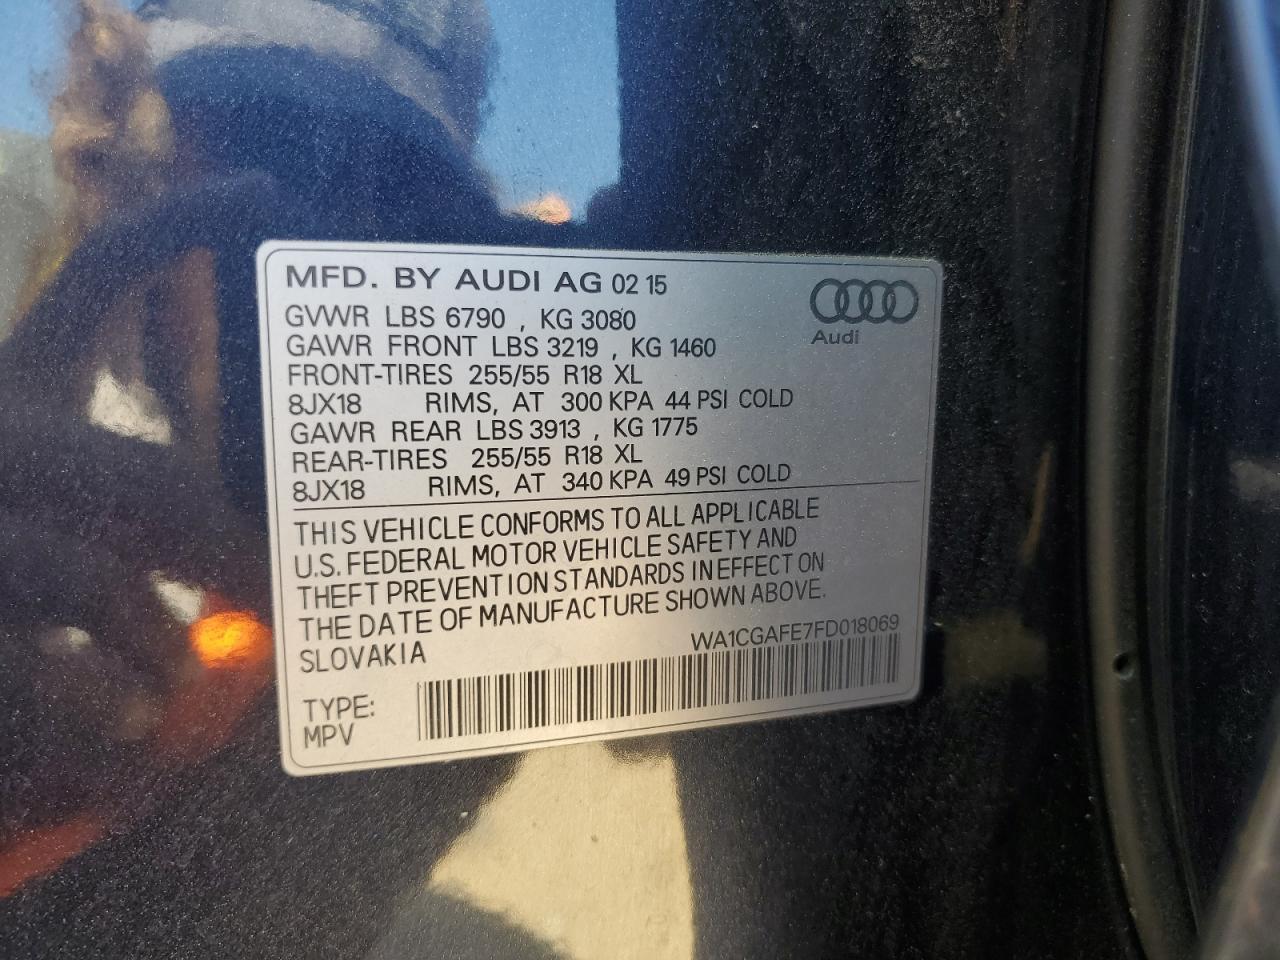 MFD. BY AUDI AG 02 15
Audi
GVWR LBS 6790 , KG 3080
GAWR FRONT LBS 3219 , KG 1460
FRONT-TIRES 255/55 R18 XL
8JX18 RIMS, AT 300 KPA 44 PSI COLD
GAWR REAR LBS 3913 , KG 1775
REAR-TIRES 255/55 R18 XL
8JX18 RIMS, AT 340 KPA 49 PSI COLD
THIS VEHICLE CONFORMS TO ALL APPLICABLE
U.S. FEDERAL MOTOR VEHICLE SAFETY AND
THEFT PREVENTION STANDARDS IN EFFECT ON
THE DATE OF MANUFACTURE SHOWN ABOVE.
SLOVAKIA
WA1CGAFE7FD018069
TYPE:
MPV